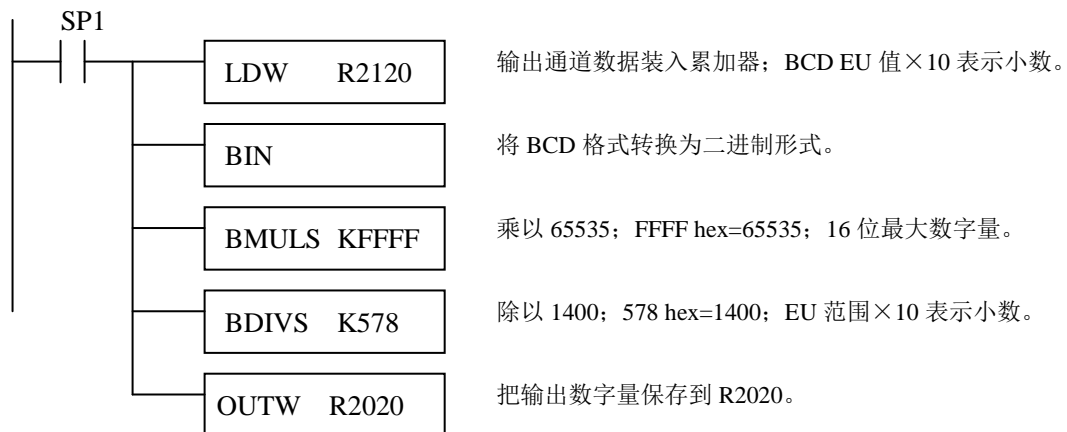 SP1
LDW R2120 输出通道数据装入累加器；BCD EU 值×10 表示小数。
BIN 将 BCD 格式转换为二进制形式。
BMULS KFFFF 乘以 65535；FFFF hex=65535；16 位最大数字量。
BDIVS K578 除以 1400；578 hex=1400；EU 范围×10 表示小数。
OUTW R2020 把输出数字量保存到 R2020。